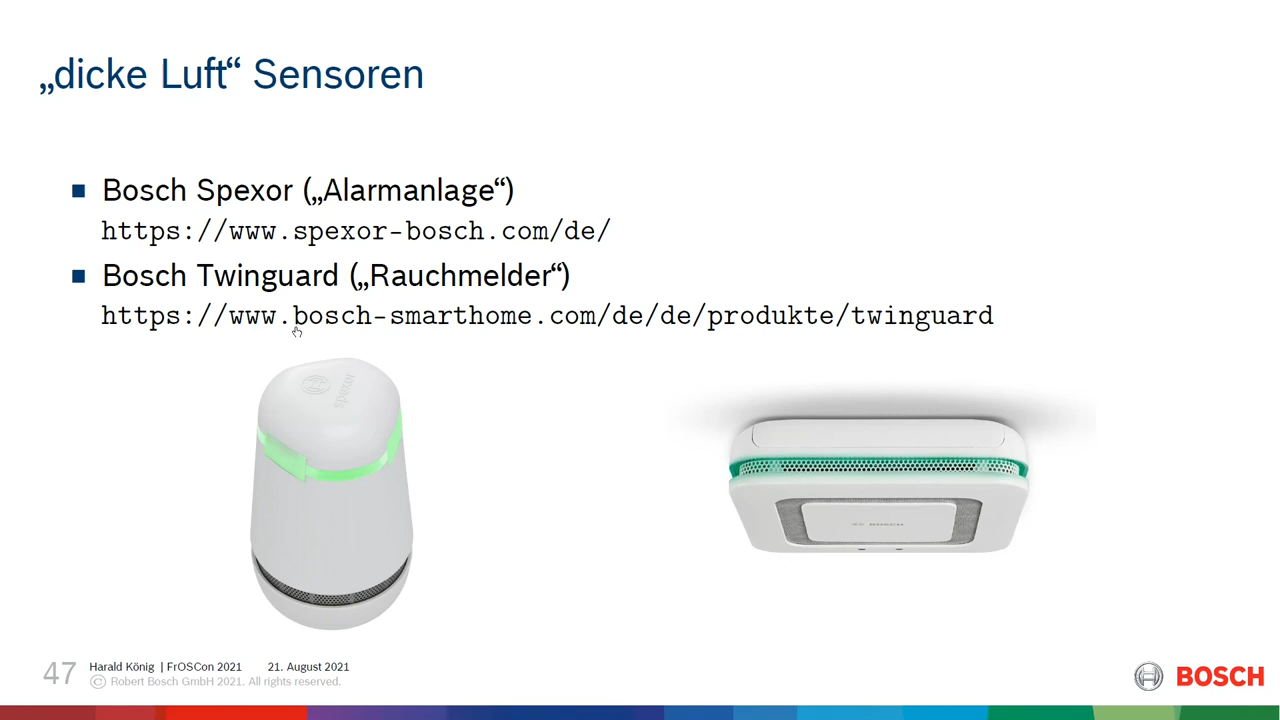 „dicke Luft“ Sensoren
Bosch Spexor („Alarmanlage“)
https://www.spexor-bosch.com/de/
Bosch Twinguard („Rauchmelder“)
https://www.bosch-smarthome.com/de/de/produkte/twinguard
spexor
BOSCH
47
Harald König | FrOSCon 2021 21. August 2021
© Robert Bosch GmbH 2021. All rights reserved.
BOSCH